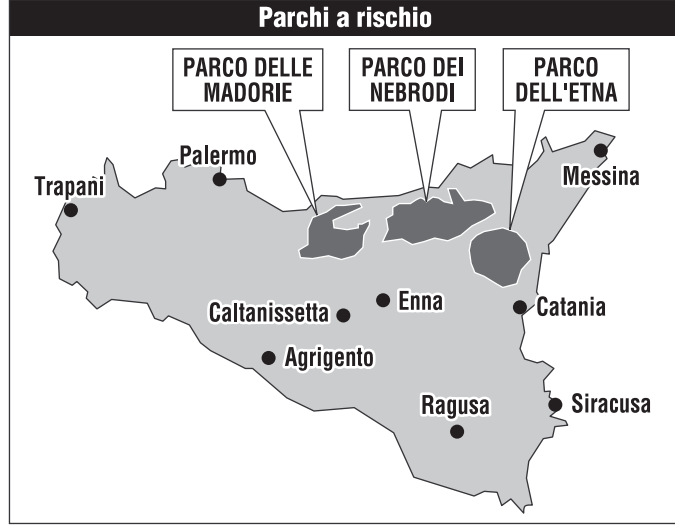 Parchi a rischio
PARCO DELLE
MADORIE
PARCO DEI
NEBRODI
PARCO
DELL'ETNA
Palermo
Messina
Trapani
Enna
Catania
Caltanissetta
Agrigento
Ragusa
Siracusa